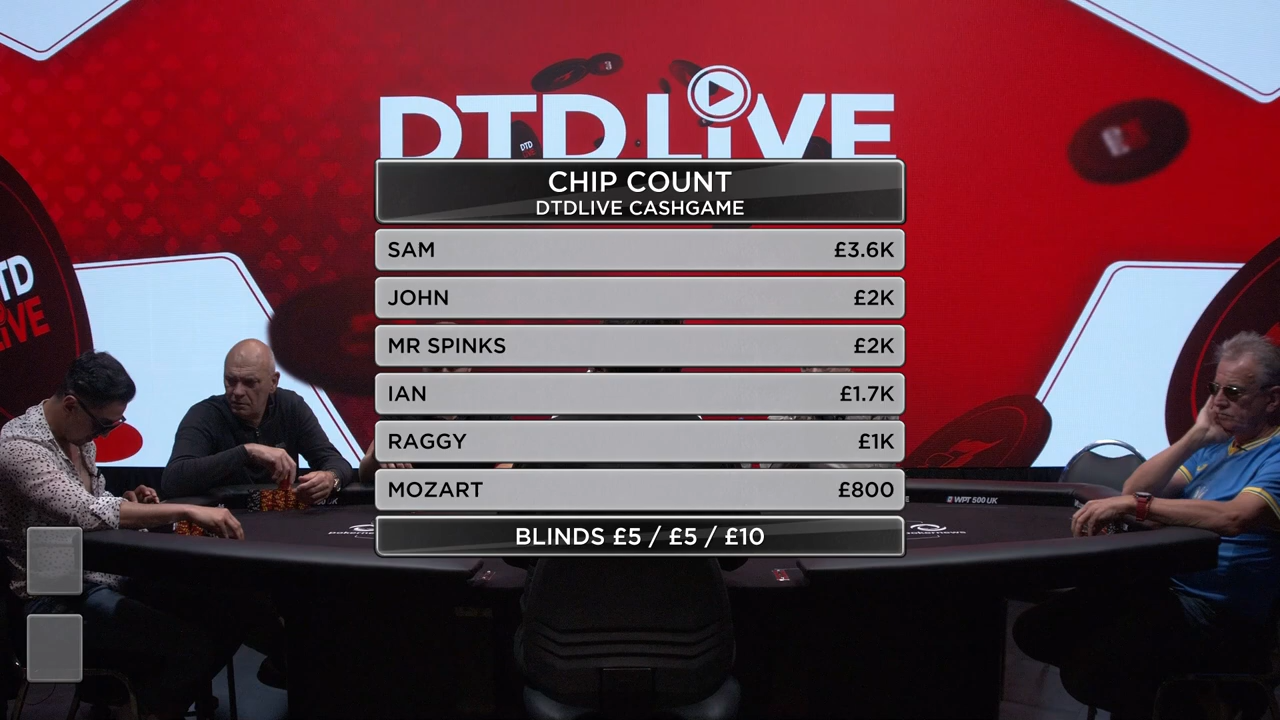 DTD LIVE
DTD
CHIP COUNT
DTDLIVE CASHGAME
SAM £3.6K
JOHN £2K
MR SPINKS £2K
IAN £1.7K
RAGGY £1K
MOZART £800
BLINDS £5 / £5 / £10
TD
LIVE
WPT 500 UK